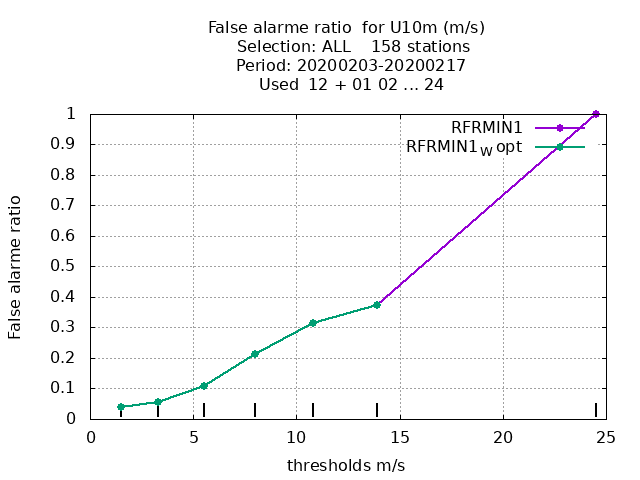 False alarme ratio  for U10m (m/s)
Selection: ALL    158 stations
Period: 20200203-20200217
Used  12 + 01 02 ... 24
RFRMIN1
RFRMIN1W opt
False alarme ratio
1
0.9
0.8
0.7
0.6
0.5
0.4
0.3
0.2
0.1
0
0 5 10 15 20 25
thresholds m/s